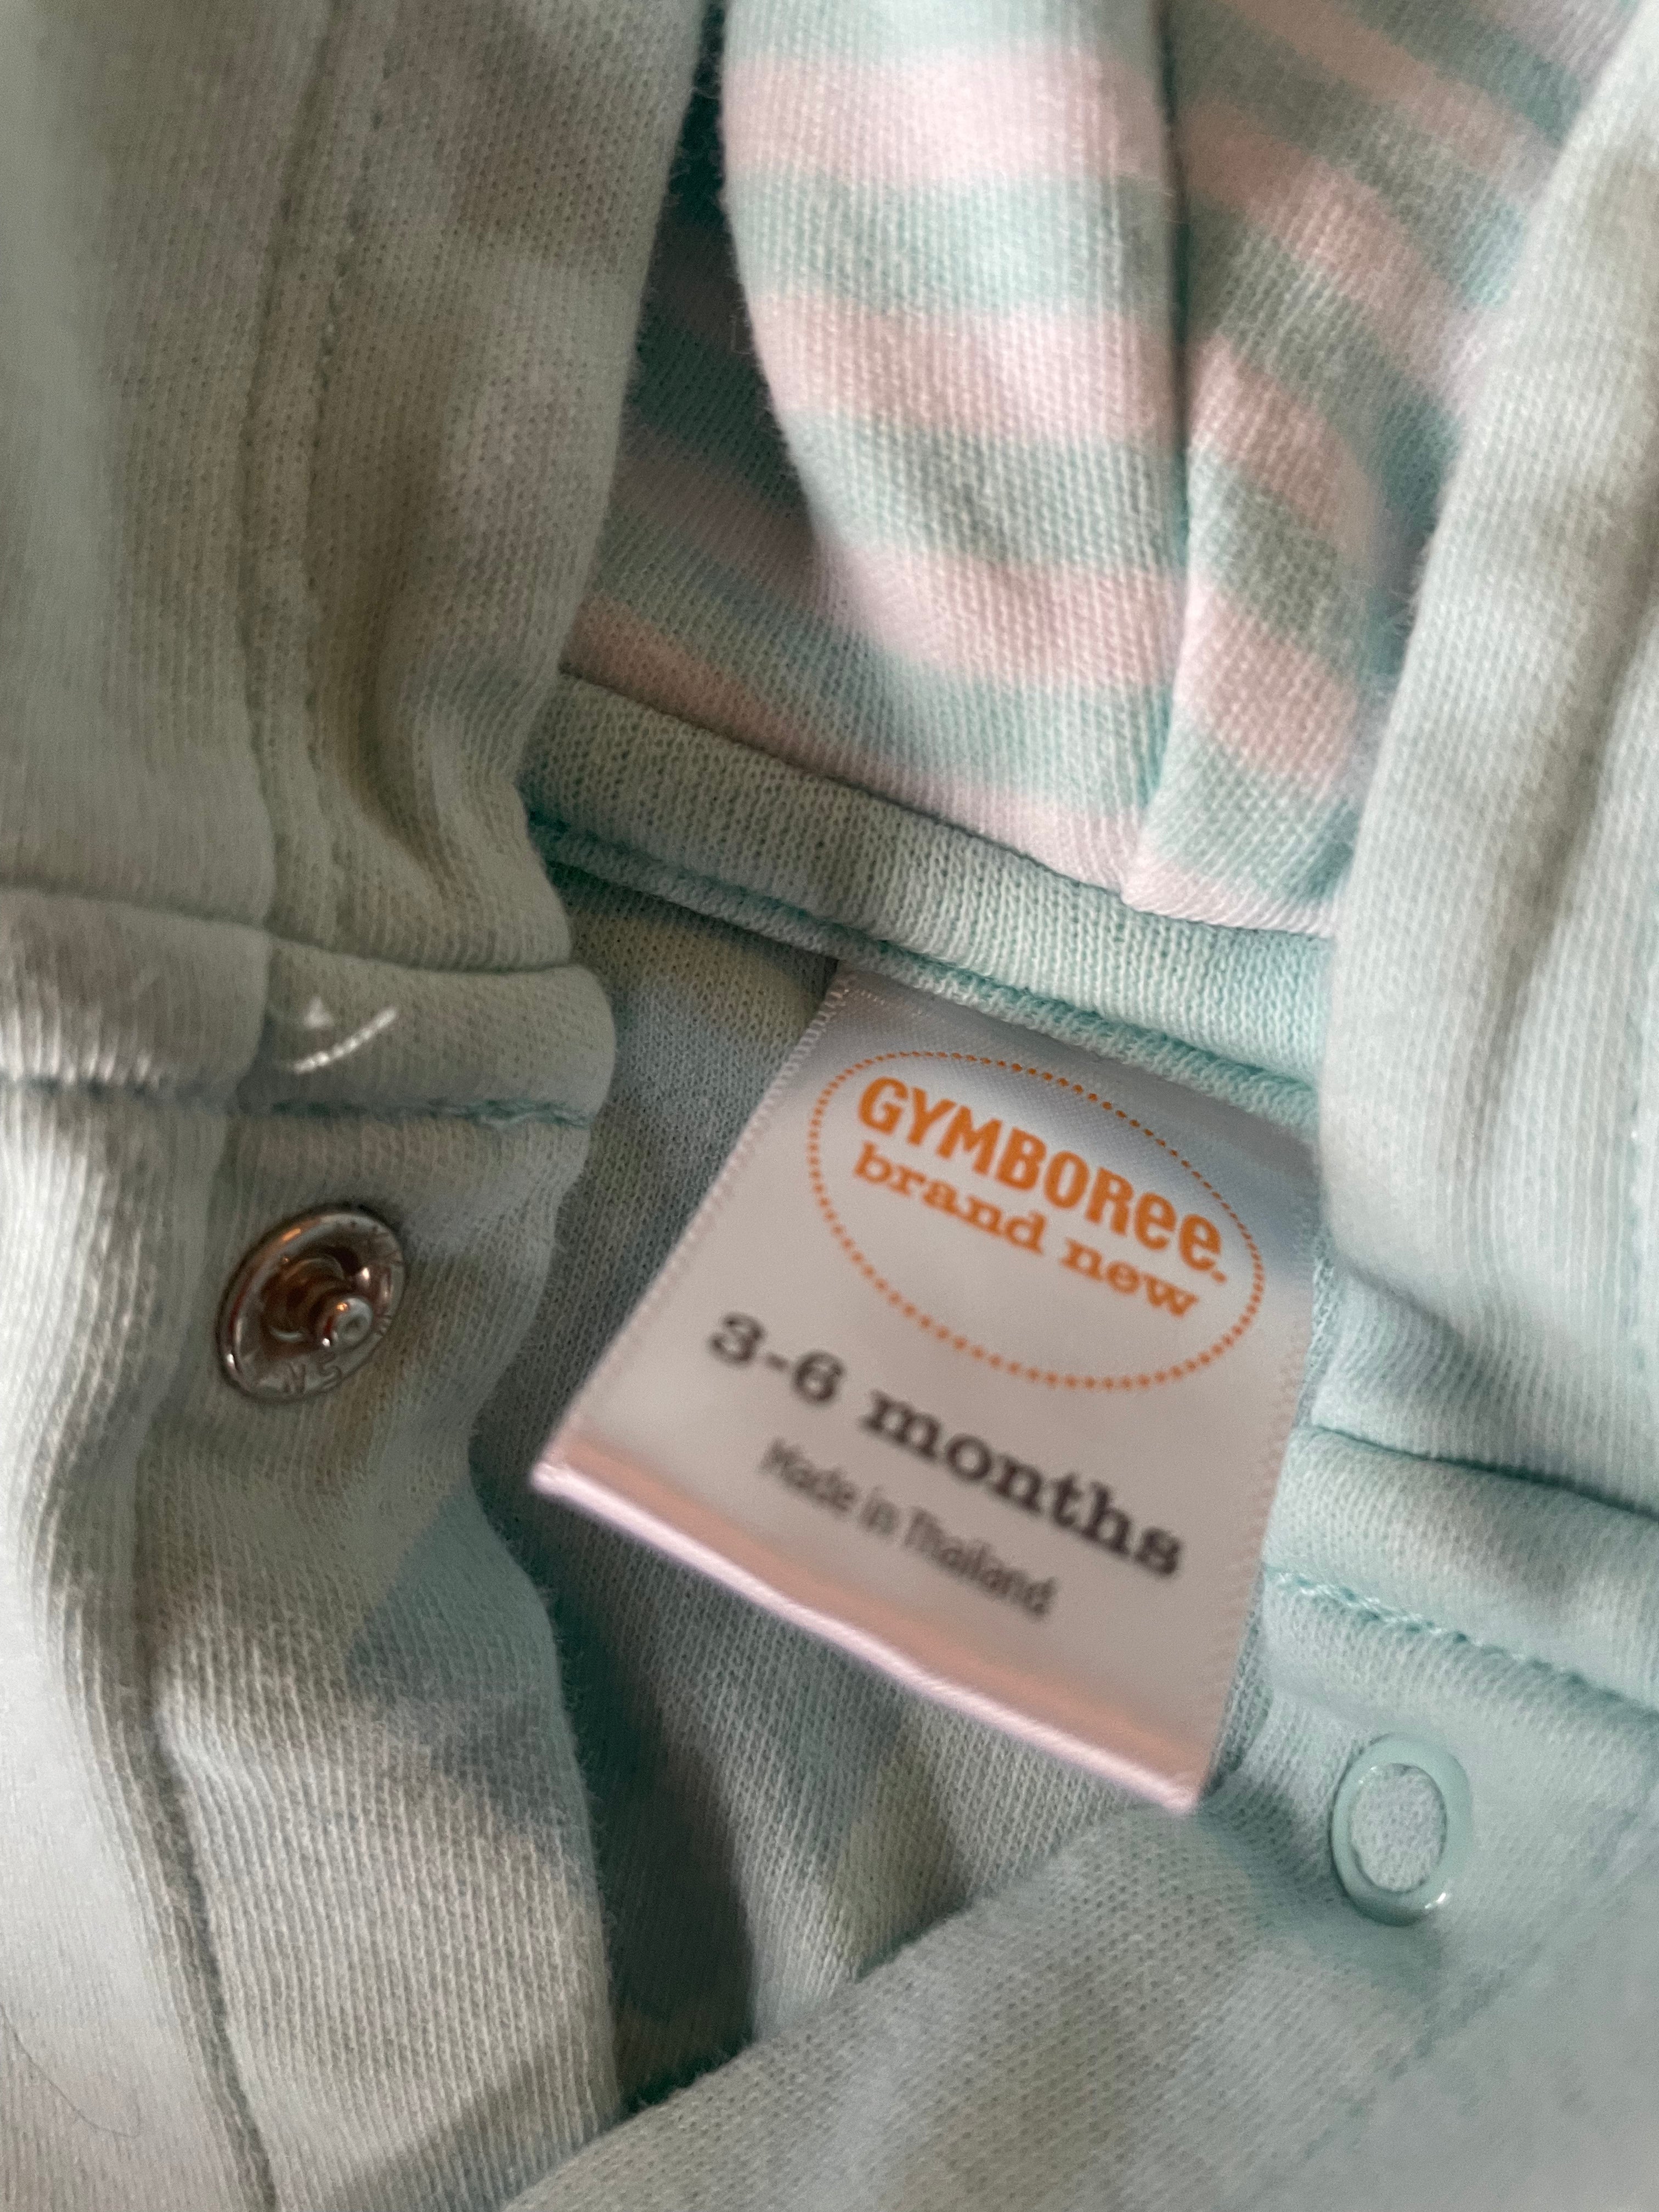 GYMBOREE.
brand new
3-6 months
Made in Thailand